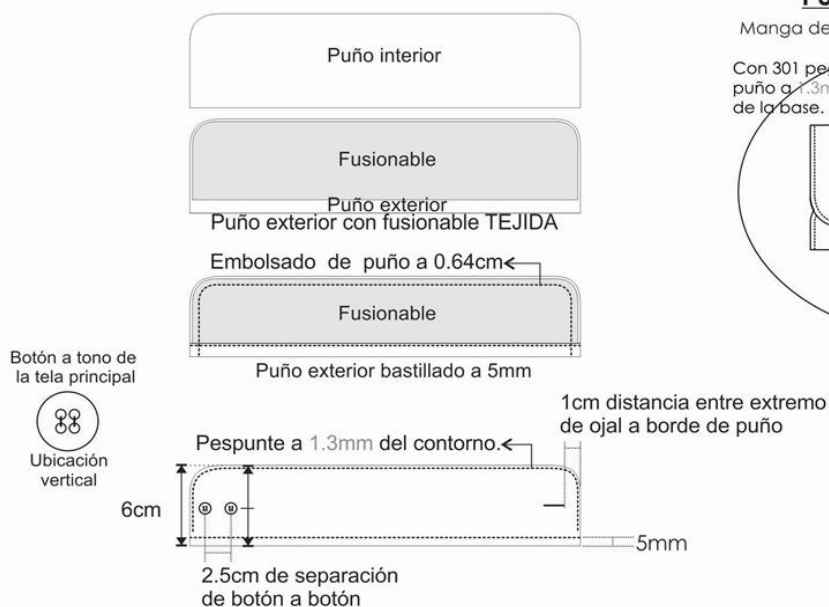 Puño interior
Fusionable
Puño exterior
Puño exterior con fusionable TEJIDA
Embolsado de puño a 0.64cm
Fusionable
Puño exterior bastillado a 5mm
Botón a tono de
la tela principal
Ubicación
vertical
1cm distancia entre extremo
de ojal a borde de puño
Pespunte a 1.3mm del contorno.
6cm
5mm
2.5cm de separación
de botón a botón
Manga de
Con 301
puño a 1.3m
de la base.